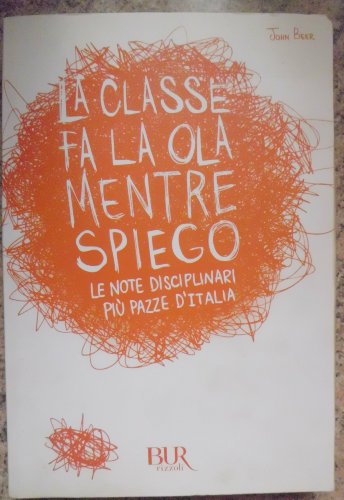 John Beer
LA CLASSE
FA LA OLA
MENTRE
SPIEGO
LE NOTE DISCIPLINARI
PIÙ PAZZE D'ITALIA
BUR
rizzoli